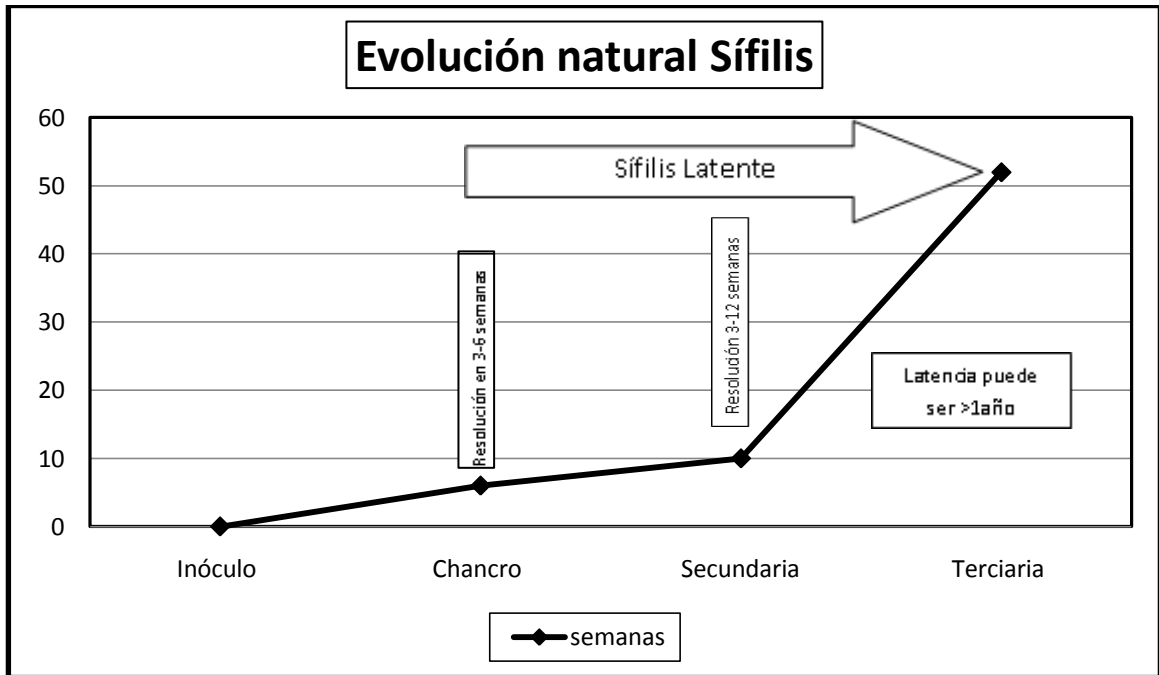 Evolución natural Sífilis
60
50
40
30
20
10
0
Sífilis Latente
Resolución en 3-6 semanas
Resolución 3-12 semanas
Latencia puede
ser >1año
Inóculo
Chancro
Secundaria
Terciaria
semanas